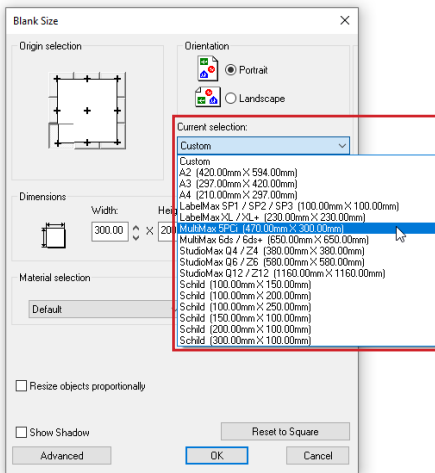 Blank Size
Origin selection
Orientation
Portrait
Landscape
Current selection:
Custom
Custom
A2 (420.00mm X 594.00mm)
A3 (297.00mm X 420.00mm)
A4 (210.00mm X 297.00mm)
LabelMax SP1 / SP2 / SP3 (100.00mm X 100.00mm)
LabelMax XL / XL+ (230.00mm X 230.00mm)
MultiMax 5PCi (470.00mm X 300.00mm)
MultiMax 6ds / 6ds+ (650.00mm X 650.00mm)
StudioMax Q4 / Z4 (380.00mm X 380.00mm)
StudioMax Q6 / Z6 (580.00mm X 580.00mm)
StudioMax Q12 / Z12 (1160.00mm X 1160.00mm)
Schild (100.00mm X 150.00mm)
Schild (100.00mm X 200.00mm)
Schild (100.00mm X 250.00mm)
Schild (150.00mm X 100.00mm)
Schild (200.00mm X 100.00mm)
Schild (300.00mm X 100.00mm)
Dimensions
Width:
300.00 X
Material selection
Default
Resize objects proportionally
Show Shadow
Reset to Square
Advanced
OK
Cancel